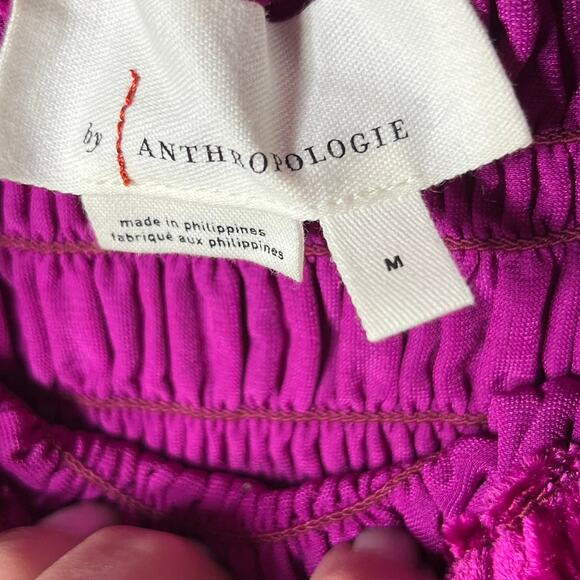 by ANTHROPOLOGIE
made in philippines
fabriqué aux philippines
M